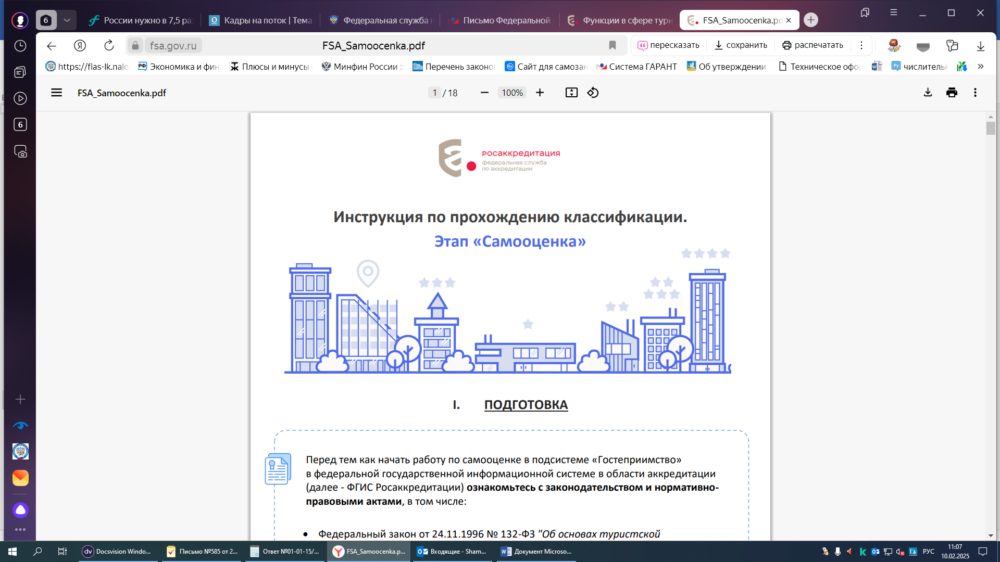 6
России нужно в 7,5 раз
Кадры на поток | Тема
Федеральная служба п
Письмо Федеральной
Функции в сфере тури
FSA_Samoocenka.pd
fsa.gov.ru
FSA_Samoocenka.pdf
пересказать
сохранить
распечатать
https://fias-lk.nalo
Экономика и фин
Плюсы и минусы
Минфин России ::
Перечень законо
Сайт для самозан
Система ГАРАНТ
Об утверждении
Техническое офо
числительн
FSA_Samoocenka.pdf
1 / 18
100%
6
РОСАККРЕДИТАЦИЯ
федеральная служба
по аккредитации
Инструкция по прохождению классификации.
Этап «Самооценка»
I. ПОДГОТОВКА
Перед тем как начать работу по самооценке в подсистеме «Гостеприимство»
в федеральной государственной информационной системе в области аккредитации
(далее - ФГИС Росаккредитации) ознакомьтесь с законодательством и нормативно-
правовыми актами, в том числе:
• Федеральный закон от 24.11.1996 № 132-ФЗ "Об основах туристской
Docsvision Windo...
Письмо №585 от 2...
Ответ №01-01-15/...
FSA_Samoocenka.p...
Входящие - Sham...
Документ Microso...
РУС
11:07
10.02.2025